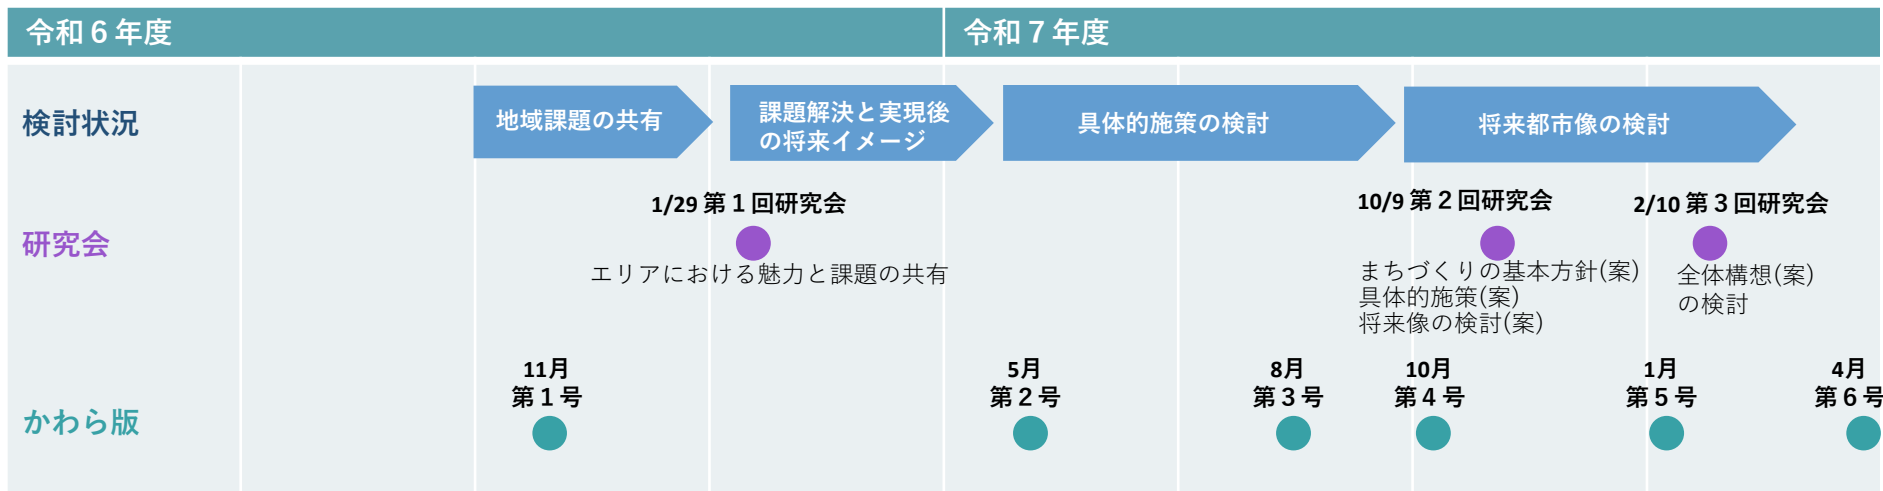 令和６年度
令和７年度
検討状況
地域課題の共有
課題解決と実現後
の将来イメージ
具体的施策の検討
将来都市像の検討
研究会
1/29 第１回研究会
エリアにおける魅力と課題の共有
10/9 第２回研究会
まちづくりの基本方針(案)
具体的施策(案)
将来像の検討(案)
2/10 第３回研究会
全体構想(案)
の検討
かわら版
11月
第１号
5月
第２号
8月
第３号
10月
第４号
1月
第５号
4月
第６号